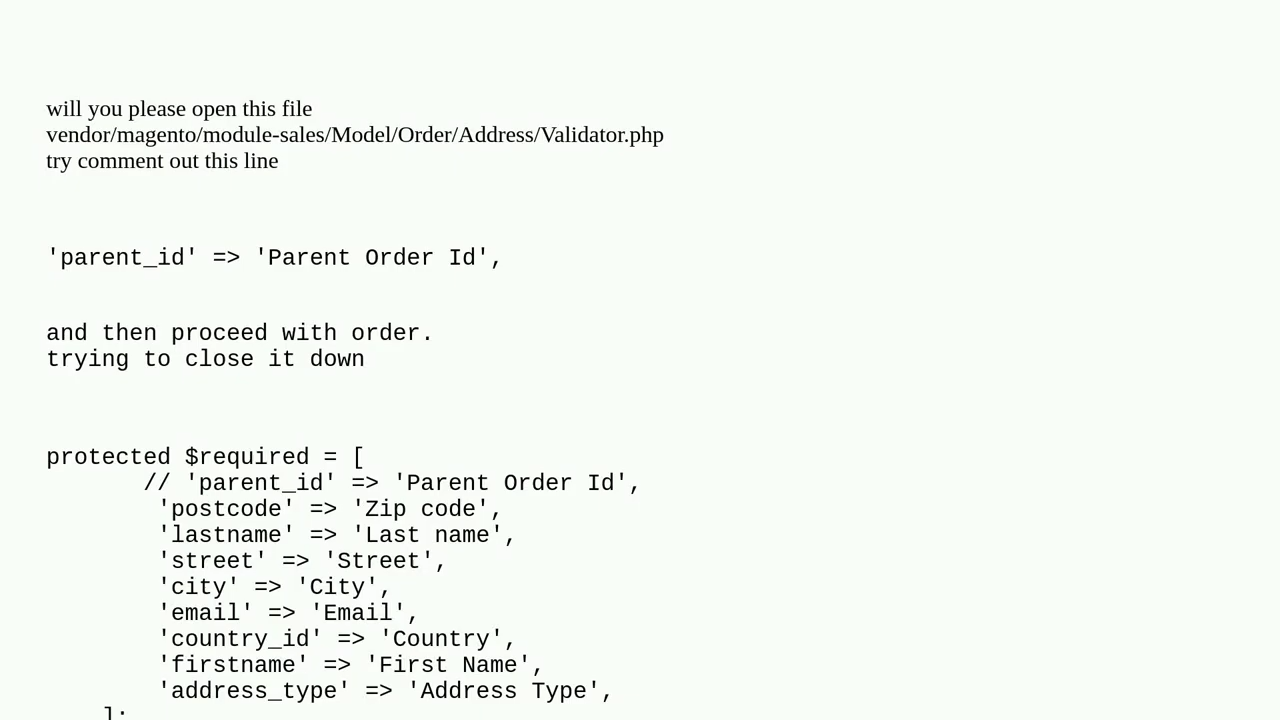 will you please open this file
vendor/magento/module-sales/Model/Order/Address/Validator.php
try comment out this line
'parent_id' => 'Parent Order Id',
and then proceed with order.
trying to close it down
protected $required = [
// 'parent_id' => 'Parent Order Id',
'postcode' => 'Zip code',
'lastname' => 'Last name',
'street' => 'Street',
'city' => 'City',
'email' => 'Email',
'country_id' => 'Country',
'firstname' => 'First Name',
'address_type' => 'Address Type',
];